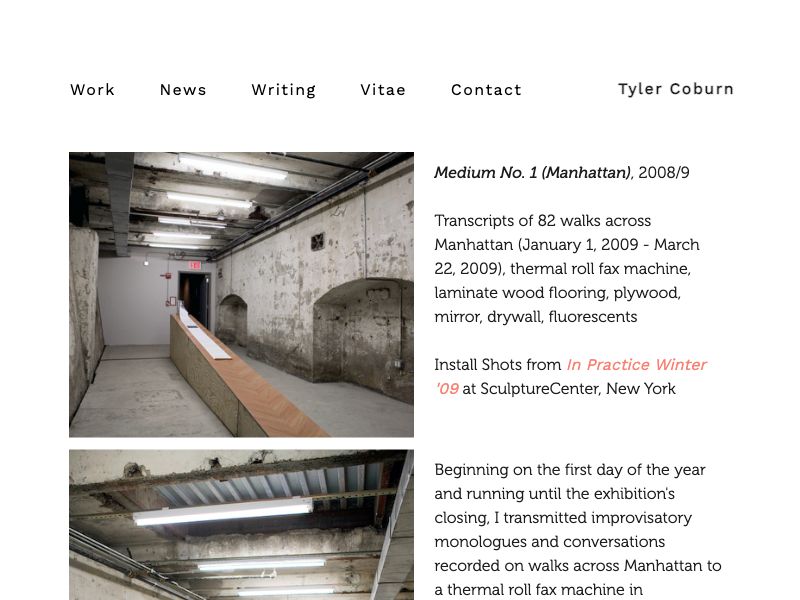 Work News Writing Vitae Contact Tyler Coburn
Medium No. 1 (Manhattan), 2008/9
Transcripts of 82 walks across
Manhattan (January 1, 2009 - March
22, 2009), thermal roll fax machine,
laminate wood flooring, plywood,
mirror, drywall, fluorescents
Install Shots from In Practice Winter
'09 at SculptureCenter, New York
Beginning on the first day of the year
and running until the exhibition's
closing, I transmitted improvisatory
monologues and conversations
recorded on walks across Manhattan to
a thermal roll fax machine in